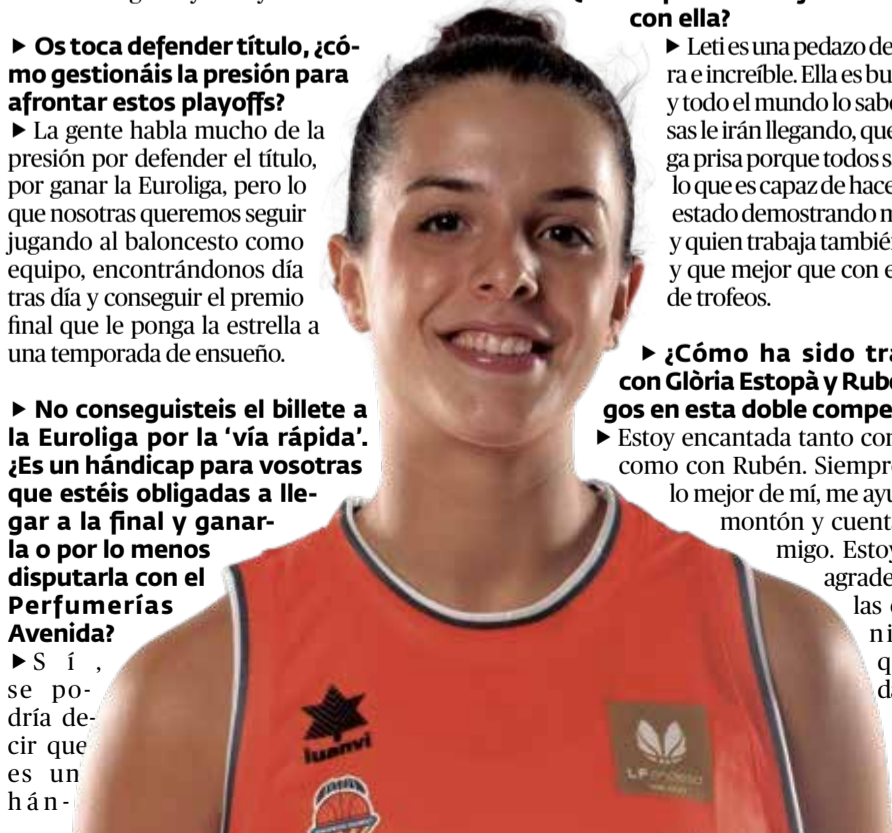 ▶ Os toca defender título, ¿có-
mo gestionáis la presión para
afrontar estos playoffs?
▶ La gente habla mucho de la
presión por defender el título,
por ganar la Euroliga, pero lo
que nosotras queremos seguir
jugando al baloncesto como
equipo, encontrándonos día
tras día y conseguir el premio
final que le ponga la estrella a
una temporada de ensueño.
▶ No conseguisteis el billete a
la Euroliga por la ‘vía rápida’.
¿Es un hándicap para vosotras
que estéis obligadas a lle-
gar a la final y ganar-
la o por lo menos
disputarla con el
Perfumerías
Avenida?
▶ Sí,
se po-
dría de-
cir que
es un
hán-
con ella?
▶ Leti es una pedazo de
ra e increíble. Ella es bu
y todo el mundo lo sab
sas le irán llegando, que
ga prisa porque todos s
lo que es capaz de hace
estado demostrando
y quien trabaja tambié
y que mejor que con e
de trofeos.
▶ ¿Cómo ha sido tra
con Glòria Estopà y Rub
gos en esta doble compe
▶ Estoy encantada tanto con
como con Rubén. Siempre
lo mejor de mí, me ayu
montón y cuent
migo. Estoy
agrade
las
ni
q
da
luanvi
LF endesa